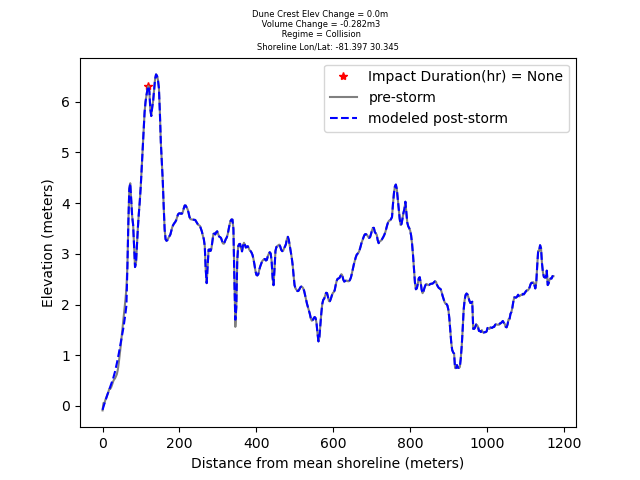 Dune Crest Elev Change = 0.0m
Volume Change = -0.282m3
Regime = Collision
Shoreline Lon/Lat: -81.397 30.345
Impact Duration(hr) = None
pre-storm
modeled post-storm
Elevation (meters)
6
5
4
3
2
1
0
0 200 400 600 800 1000 1200
Distance from mean shoreline (meters)